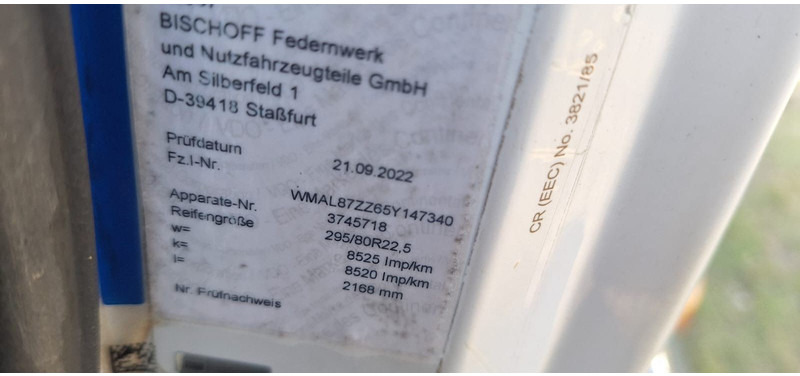 BISCHOFF Federnwerk
und Nutzfahrzeugteile GmbH
Am Silberfeld 1
D-39418 Staßfurt
Prüfdatum 21.09.2022
Fz.I-Nr. WMAL87ZZ65Y147340
Apparate-Nr. 3745718
Reifengröße 295/80R22,5
w= 8525 Imp/km
k= 8520 Imp/km
l= 2168 mm
Nr. Prüfnachweis
CR (EEC) No. 3821/85